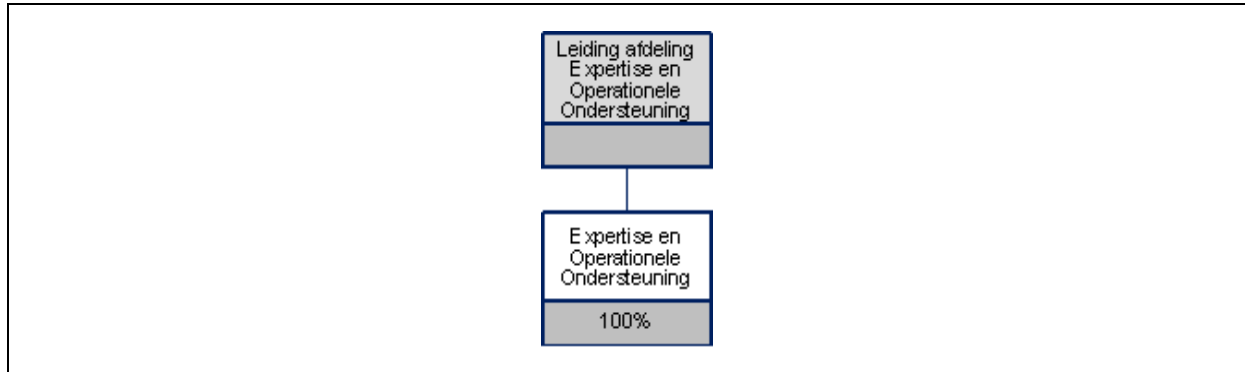 Leiding afdeling
Expertise en
Operationele
Ondersteuning
Expertise en
Operationele
Ondersteuning
100%